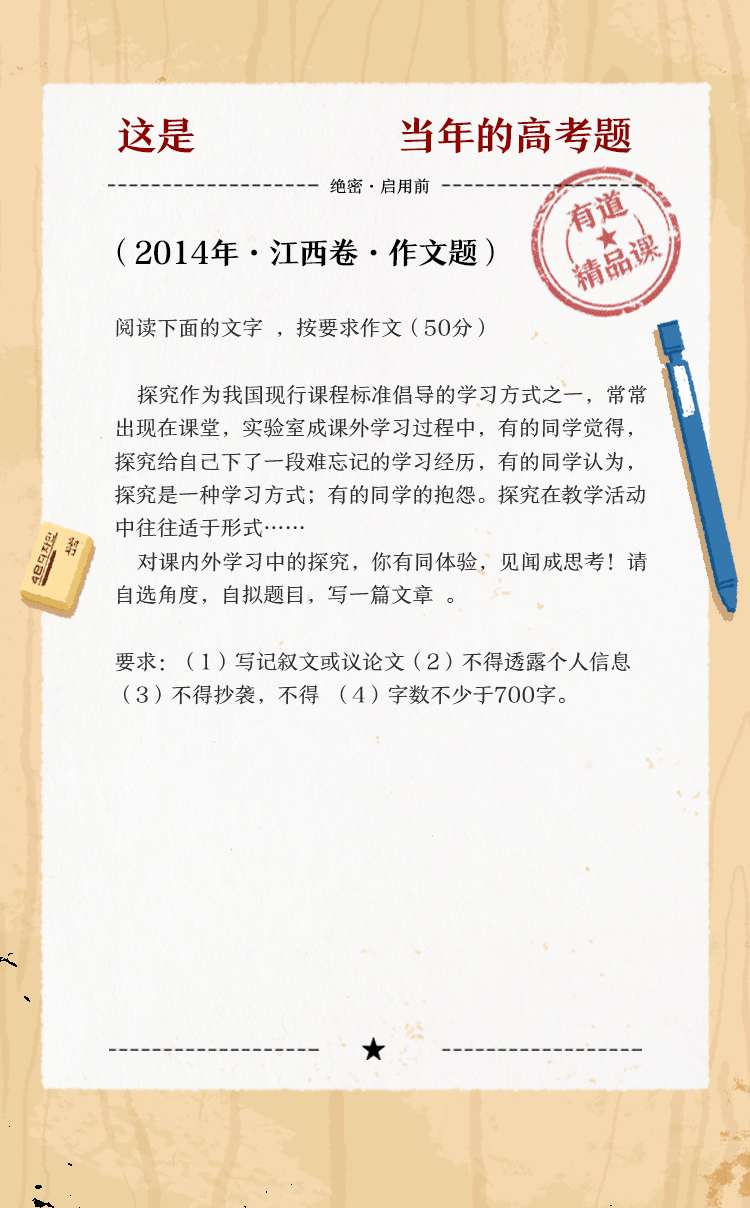 这是 当年的高考题
绝密·启用前
有道
精品课
（2014年·江西卷·作文题）
阅读下面的文字 ，按要求作文（50分）
探究作为我国现行课程标准倡导的学习方式之一，常常
出现在课堂，实验室成课外学习过程中，有的同学觉得，
探究给自己下了一段难忘记的学习经历，有的同学认为，
探究是一种学习方式；有的同学的抱怨。探究在教学活动
中往往适于形式……
对课内外学习中的探究，你有同体验，见闻成思考！请
自选角度，自拟题目，写一篇文章 。
要求：（1）写记叙文或议论文（2）不得透露个人信息
（3）不得抄袭，不得 （4）字数不少于700字。